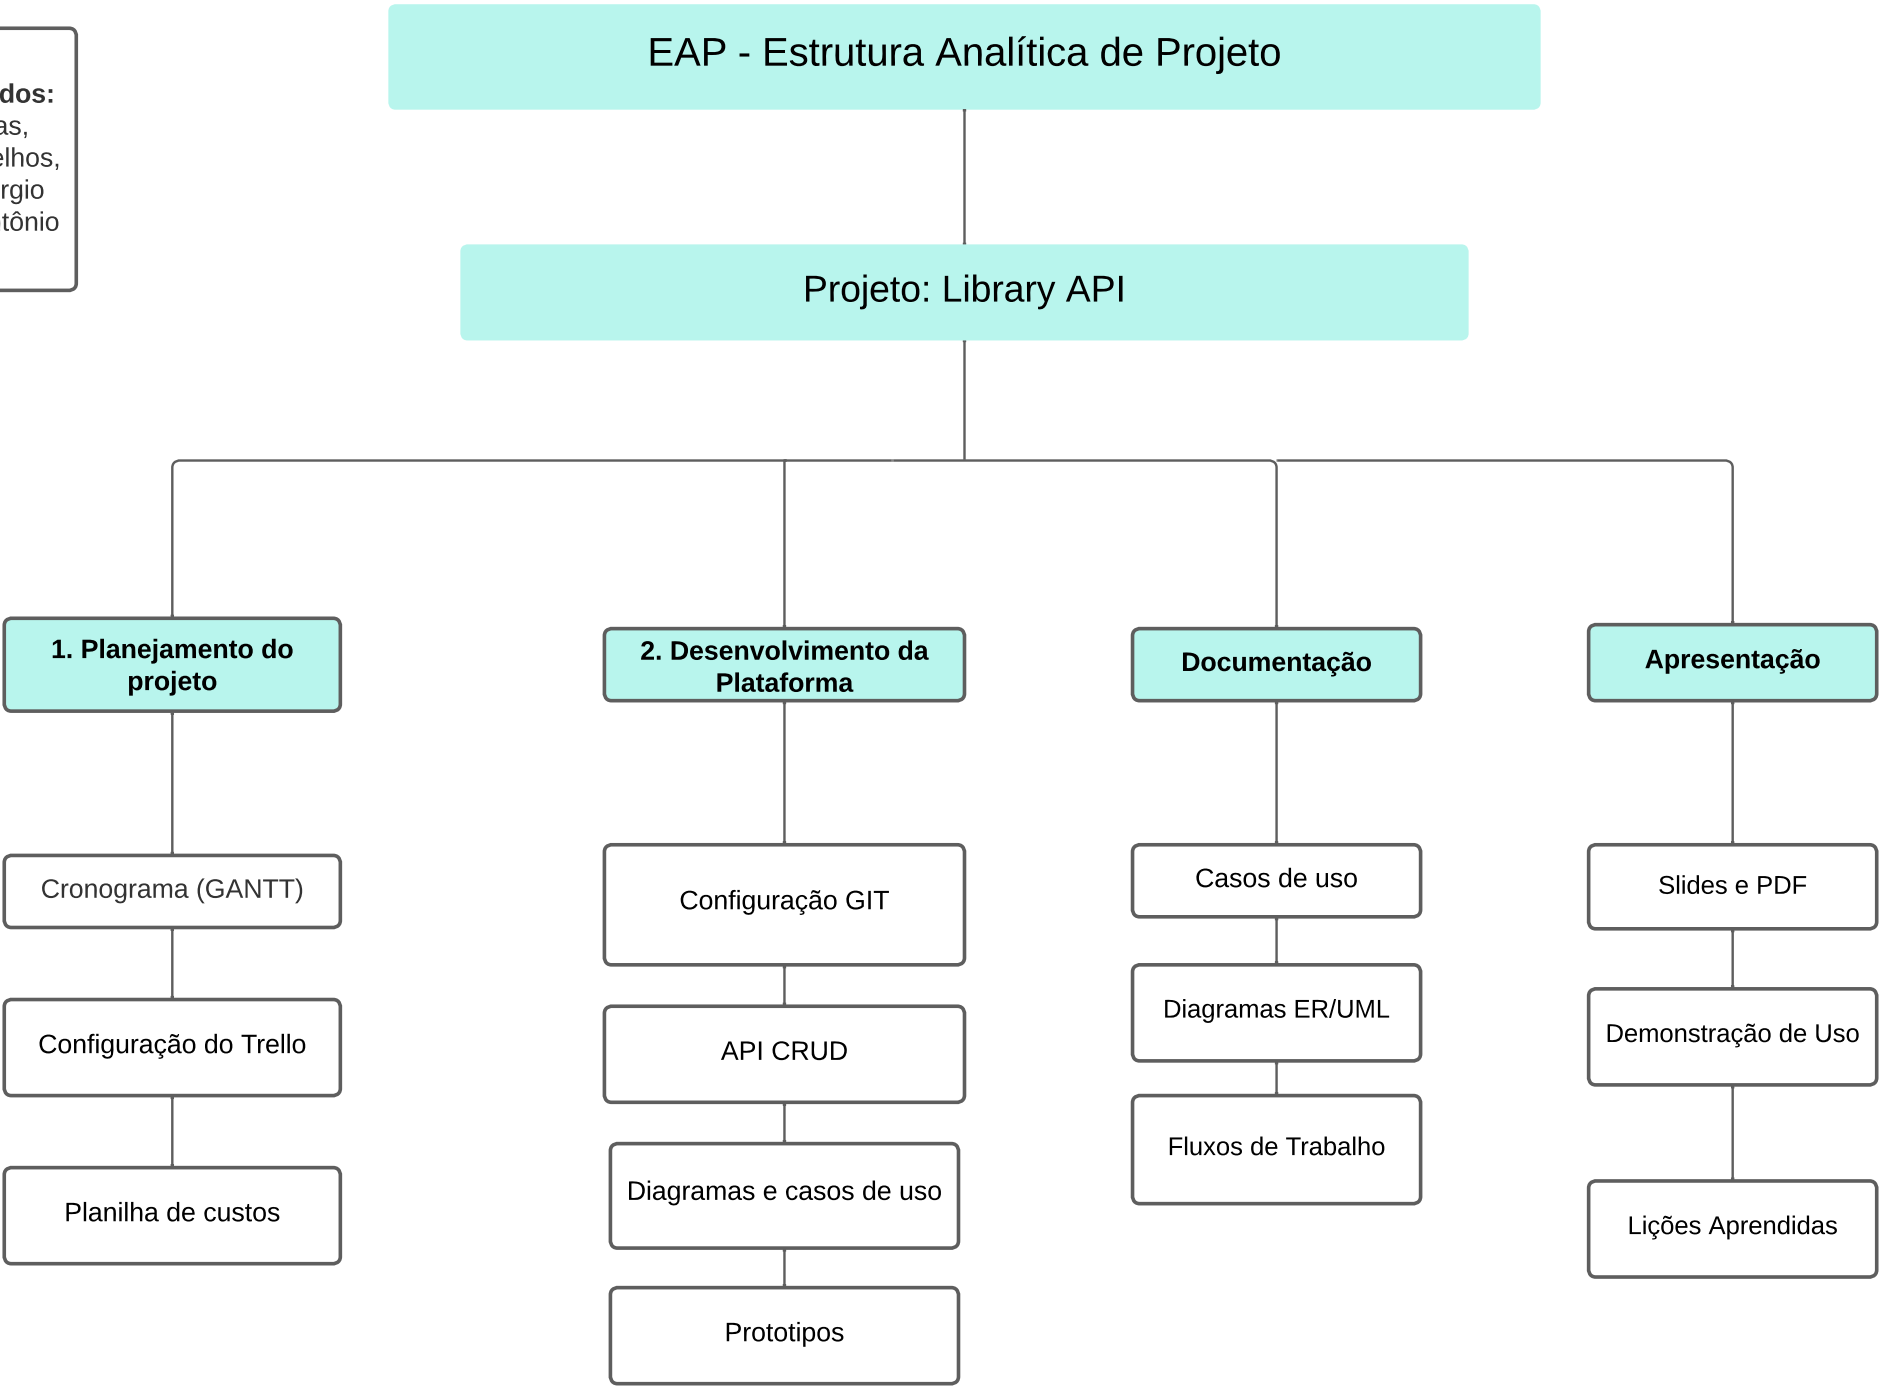 EAP - Estrutura Analítica de Projeto
dos:
as,
elhos,
rgio
tônio
Projeto: Library API
1. Planejamento do
projeto
2. Desenvolvimento da
Plataforma
Documentação
Apresentação
Cronograma (GANTT)
Configuração do Trello
Planilha de custos
Configuração GIT
API CRUD
Diagramas e casos de uso
Prototipos
Casos de uso
Diagramas ER/UML
Fluxos de Trabalho
Slides e PDF
Demonstração de Uso
Lições Aprendidas